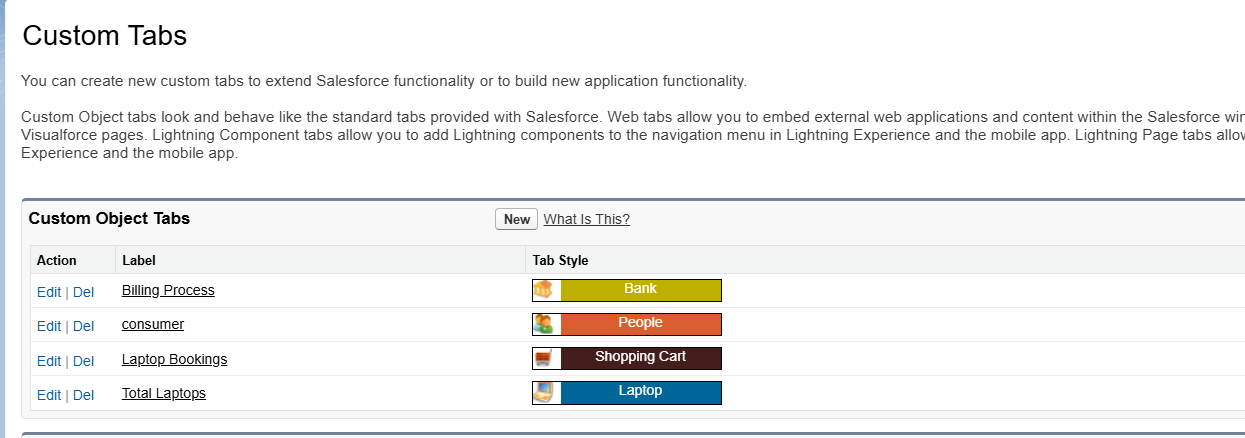 Custom Tabs
You can create new custom tabs to extend Salesforce functionality or to build new application functionality.
Custom Object tabs look and behave like the standard tabs provided with Salesforce. Web tabs allow you to embed external web applications and content within the Salesforce
Visualforce pages. Lightning Component tabs allow you to add Lightning components to the navigation menu in Lightning Experience and the mobile app. Lightning Page tabs
Experience and the mobile app.
Custom Object Tabs New What Is This?
Action Label Tab Style
Edit | Del Billing Process Bank
Edit | Del consumer People
Edit | Del Laptop Bookings Shopping Cart
Edit | Del Total Laptops Laptop